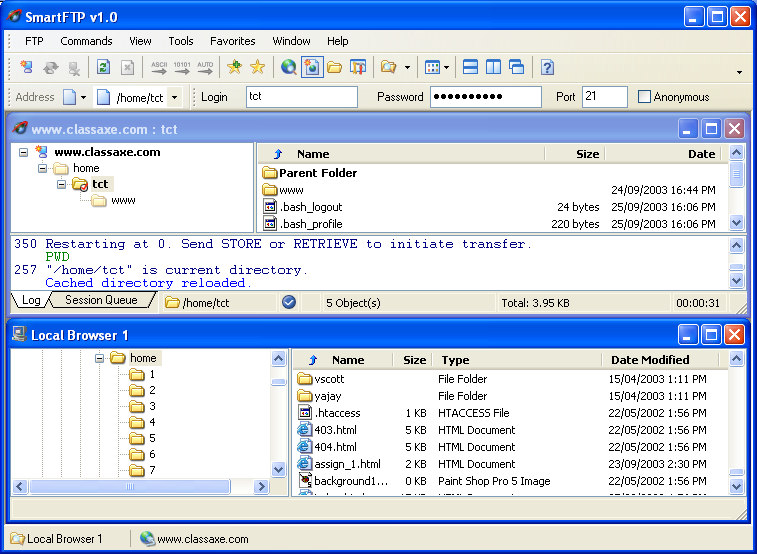 SmartFTP v1.0
FTP Commands View Tools Favorites Window Help
ASCII 10101 AUTO
Address /home/tct Login tct Password ●●●●●●●●●● Port 21 Anonymous
www.classaxe.com : tct
www.classaxe.com
home
tct
www
Name Size Date
Parent Folder
www 24/09/2003 16:44 PM
.bash_logout 24 bytes 25/09/2003 16:06 PM
.bash_profile 220 bytes 25/09/2003 16:06 PM
350 Restarting at 0. Send STORE or RETRIEVE to initiate transfer.
PWD
257 "/home/tct" is current directory.
Cached directory reloaded.
Log Session Queue /home/tct 5 Object(s) Total: 3.95 KB 00:00:31
Local Browser 1
home
1
2
3
4
5
6
7
Name Size Type Date Modified
vscott File Folder 15/04/2003 1:11 PM
yajay File Folder 15/04/2003 1:11 PM
.htaccess 1 KB HTACCESS File 22/05/2002 1:56 PM
403.html 5 KB HTML Document 22/05/2002 1:56 PM
404.html 5 KB HTML Document 22/05/2002 1:56 PM
assign_1.html 2 KB HTML Document 23/09/2003 2:30 PM
background1... 0 KB Paint Shop Pro 5 Image 22/05/2002 1:56 PM
Local Browser 1 www.classaxe.com